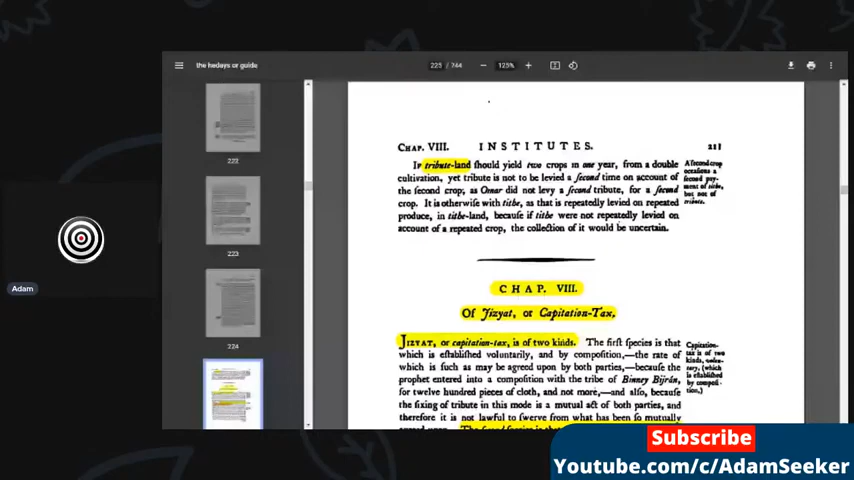 the hedaya or guide
225 / 744
125%
CHAP. VIII. INSTITUTES. 211
IF tribute-land should yield two crops in one year, from a double
cultivation, yet tribute is not to be levied a second time on account of
the second crop, as Omar did not levy a second tribute, for a second
crop. It is otherwise with tithe, as that is repeatedly levied on repeated
produce, in tithe-land, because if tithe were not repeatedly levied on
account of a repeated crop, the collection of it would be uncertain.
A second crop
occasions a
second pay-
ment of tithe,
but not of
tribute.
CHAP. VIII.
Of Jizyat, or Capitation-Tax,
JIZYAT, or capitation-tax, is of two kinds. The first species is that
which is established voluntarily, and by composition,—the rate of
which is such as may be agreed upon by both parties,—because the
prophet entered into a composition with the tribe of Binney Bijrân,
for twelve hundred pieces of cloth, and not more,—and also, because
the fixing of tribute in this mode is a mutual act of both parties, and
therefore it is not lawful to swerve from what has been so mutually
agreed upon. The second species is that
Capitation-
tax is of two
kinds, volun-
tary, (which
is established
by composi-
tion,)
222
223
224
Adam
Subscribe
Youtube.com/c/AdamSeeker